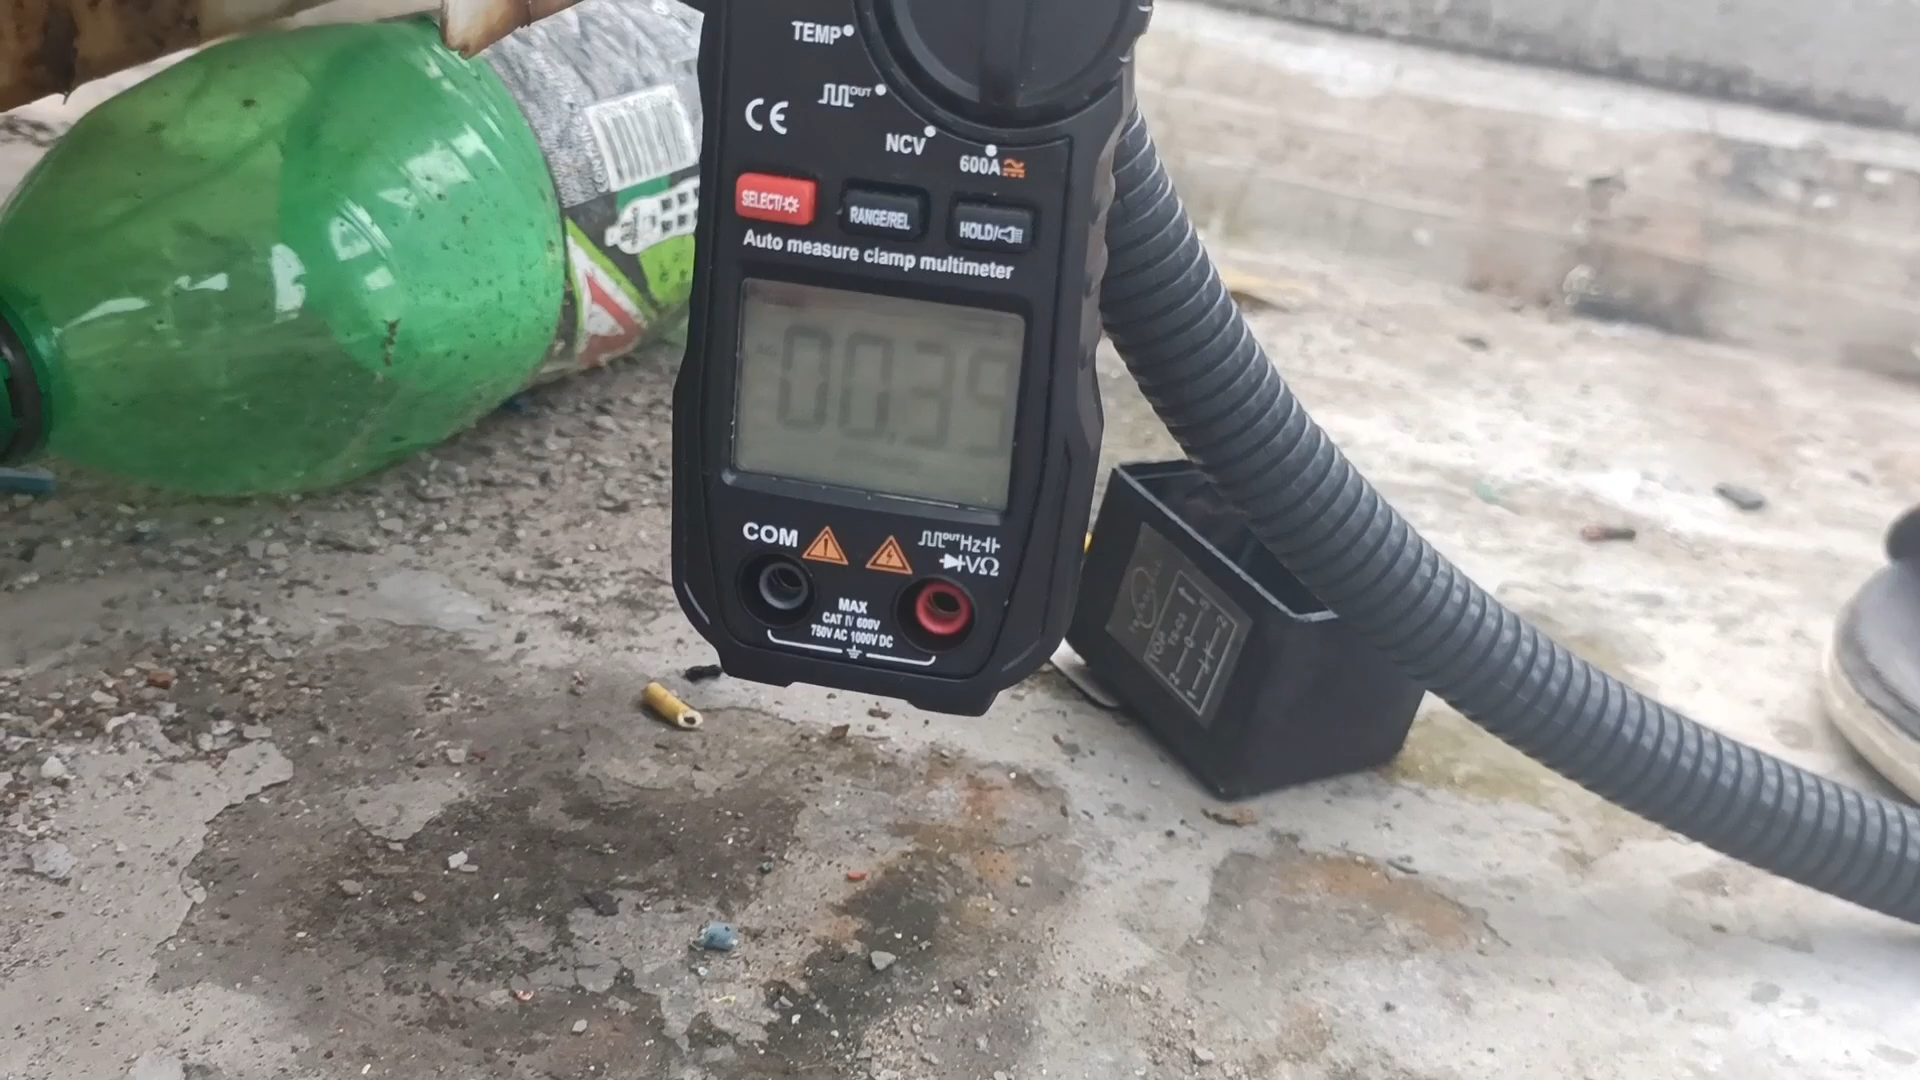 TEMP
OUT
CE
NCV
600A
SELECT/
RANGE/REL
HOLD/
Auto measure clamp multimeter
00.39
COM
OUT Hz
VΩ
MAX
CAT IV 600V
750V AC 1000V DC
TOP